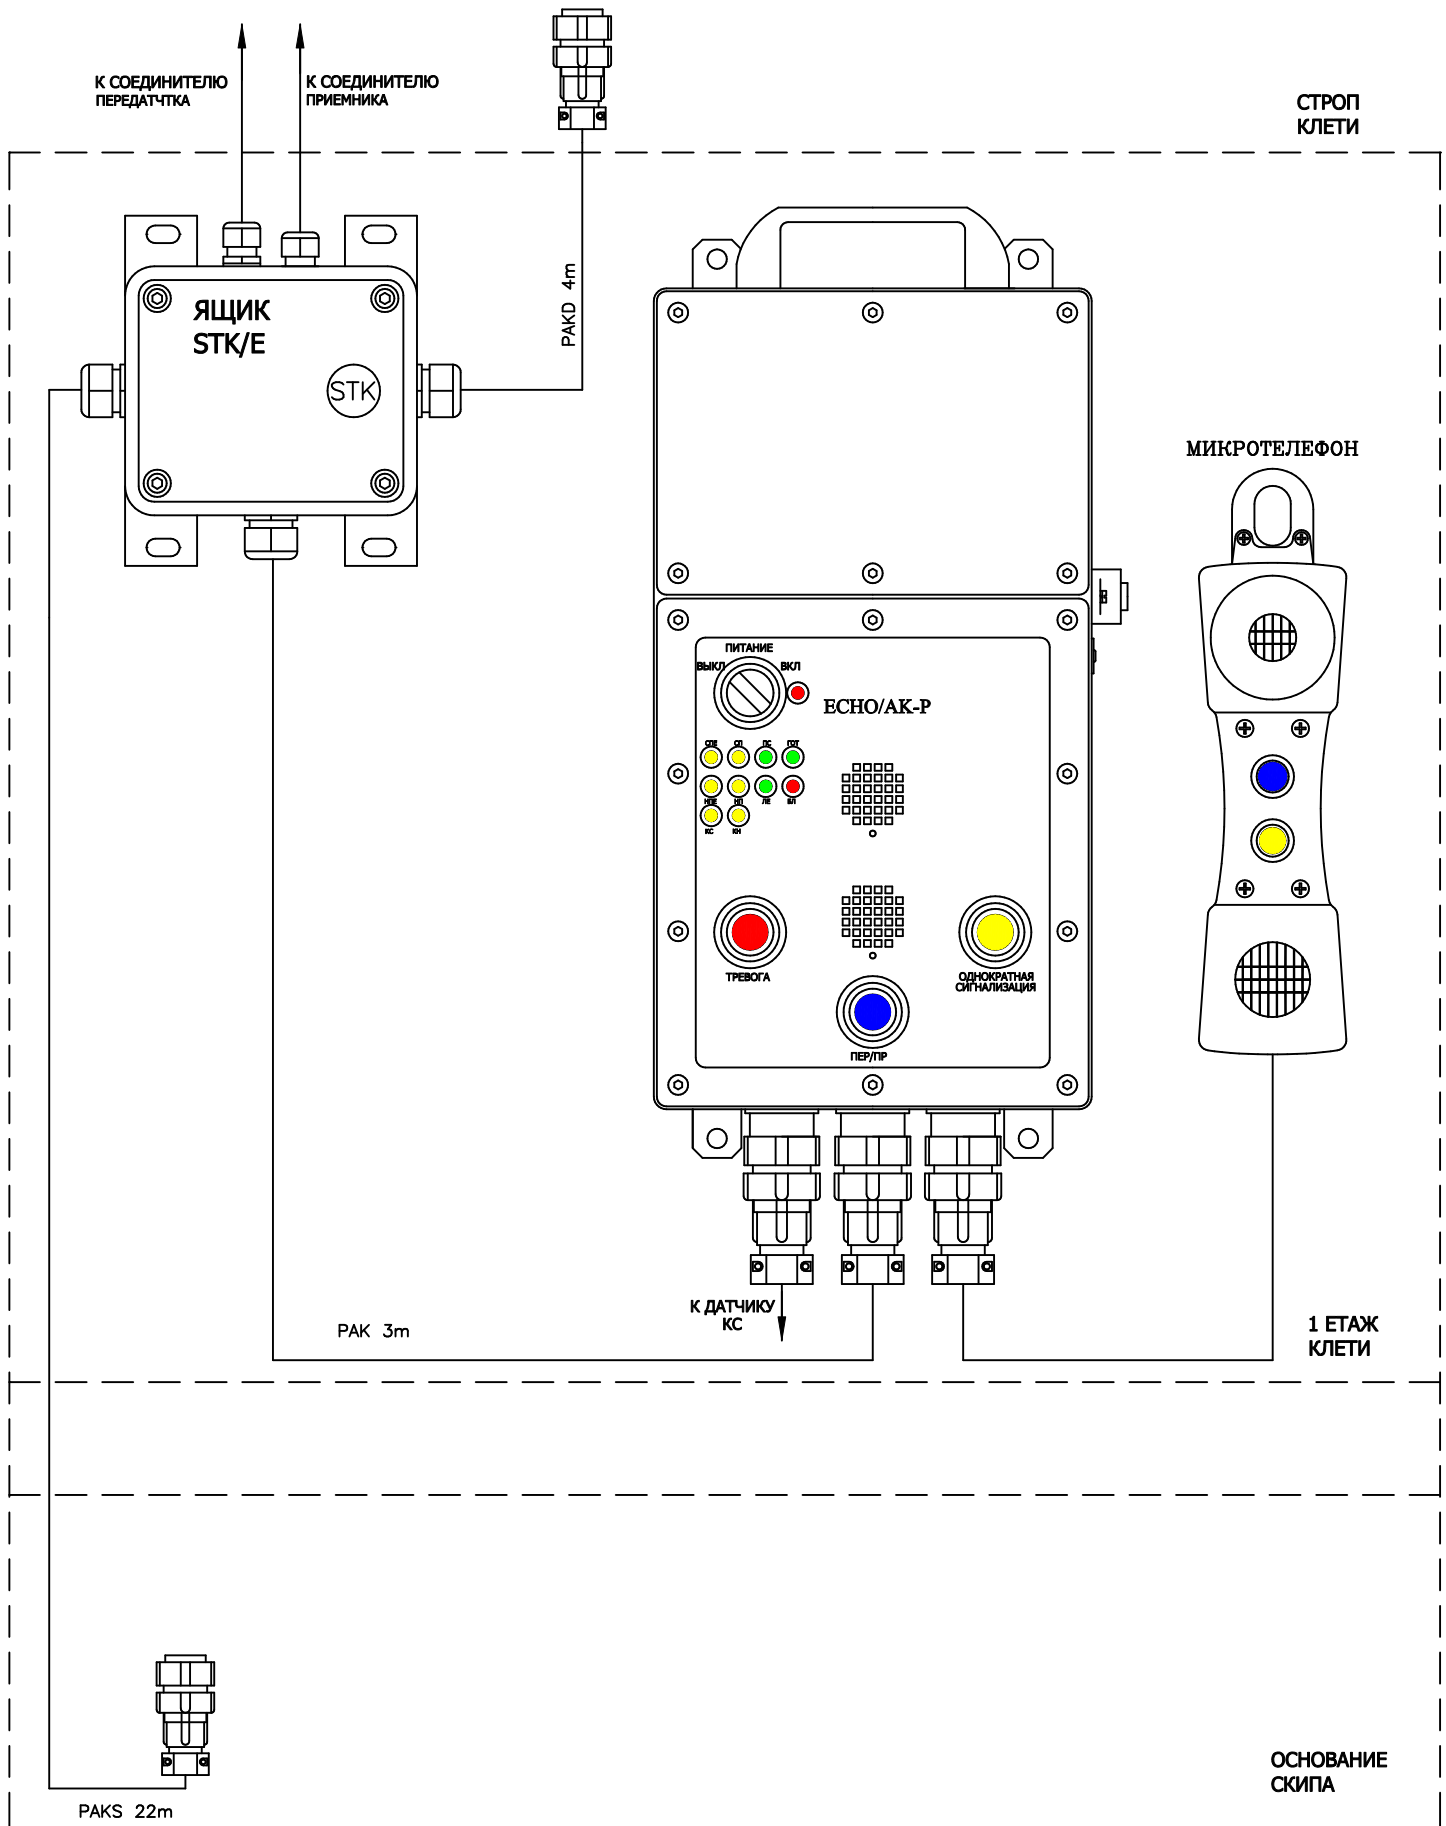 К СОЕДИНИТЕЛЮ
ПЕРЕДАТЧТКА
К СОЕДИНИТЕЛЮ
ПРИЕМНИКА
СТРОП
КЛЕТИ
PAKD 4m
ЯЩИК
STK/E
STK
МИКРОТЕЛЕФОН
ПИТАНИЕ
ВЫКЛ
ВКЛ
ECHO/AK-P
СПЕ СП ПС ГОТ
НПЕ НП ЛЕ БЛ
КС КН
ТРЕВОГА
ОДНОКРАТНАЯ
СИГНАЛИЗАЦИЯ
ПЕР/ПР
К ДАТЧИКУ
КС
PAK 3m
1 ЕТАЖ
КЛЕТИ
ОСНОВАНИЕ
СКИПА
PAKS 22m